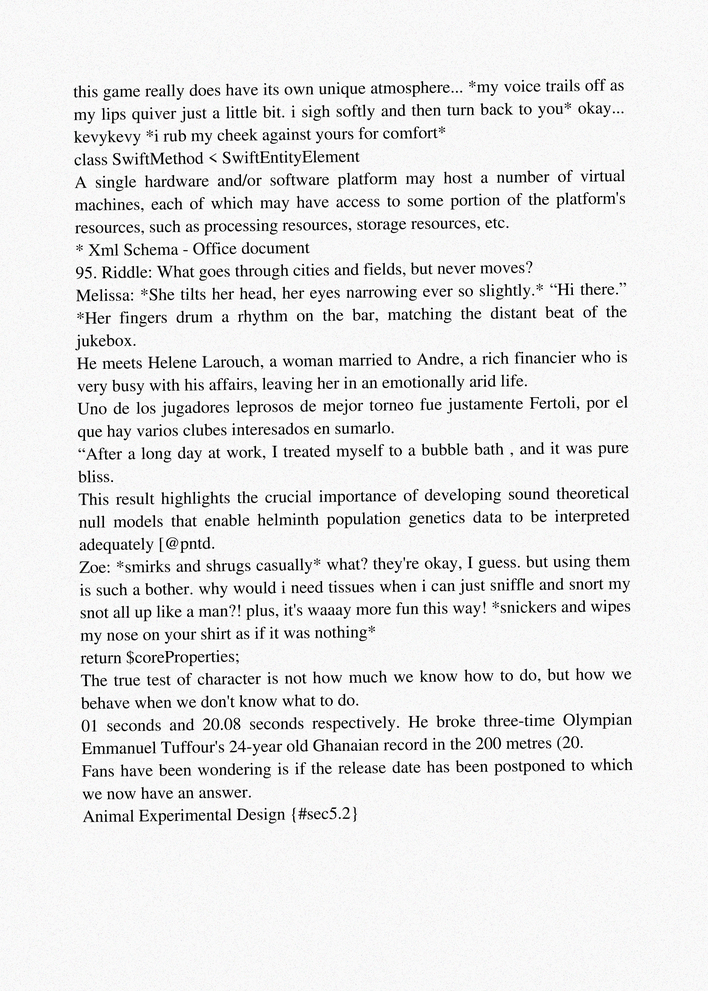 this game really does have its own unique atmosphere... *my voice trails off as
my lips quiver just a little bit. i sigh softly and then turn back to you* okay...
kevykevy *i rub my cheek against yours for comfort*
class SwiftMethod < SwiftEntityElement
A single hardware and/or software platform may host a number of virtual
machines, each of which may have access to some portion of the platform's
resources, such as processing resources, storage resources, etc.
* Xml Schema - Office document
95. Riddle: What goes through cities and fields, but never moves?
Melissa: *She tilts her head, her eyes narrowing ever so slightly.* “Hi there.”
*Her fingers drum a rhythm on the bar, matching the distant beat of the
jukebox.
He meets Helene Larouch, a woman married to Andre, a rich financier who is
very busy with his affairs, leaving her in an emotionally arid life.
Uno de los jugadores leprosos de mejor torneo fue justamente Fertoli, por el
que hay varios clubes interesados en sumarlo.
“After a long day at work, I treated myself to a bubble bath , and it was pure
bliss.
This result highlights the crucial importance of developing sound theoretical
null models that enable helminth population genetics data to be interpreted
adequately [@pntd.
Zoe: *smirks and shrugs casually* what? they're okay, I guess. but using them
is such a bother. why would i need tissues when i can just sniffle and snort my
snot all up like a man?! plus, it's waaay more fun this way! *snickers and wipes
my nose on your shirt as if it was nothing*
return $coreProperties;
The true test of character is not how much we know how to do, but how we
behave when we don't know what to do.
01 seconds and 20.08 seconds respectively. He broke three-time Olympian
Emmanuel Tuffour's 24-year old Ghanaian record in the 200 metres (20.
Fans have been wondering is if the release date has been postponed to which
we now have an answer.
Animal Experimental Design {#sec5.2}